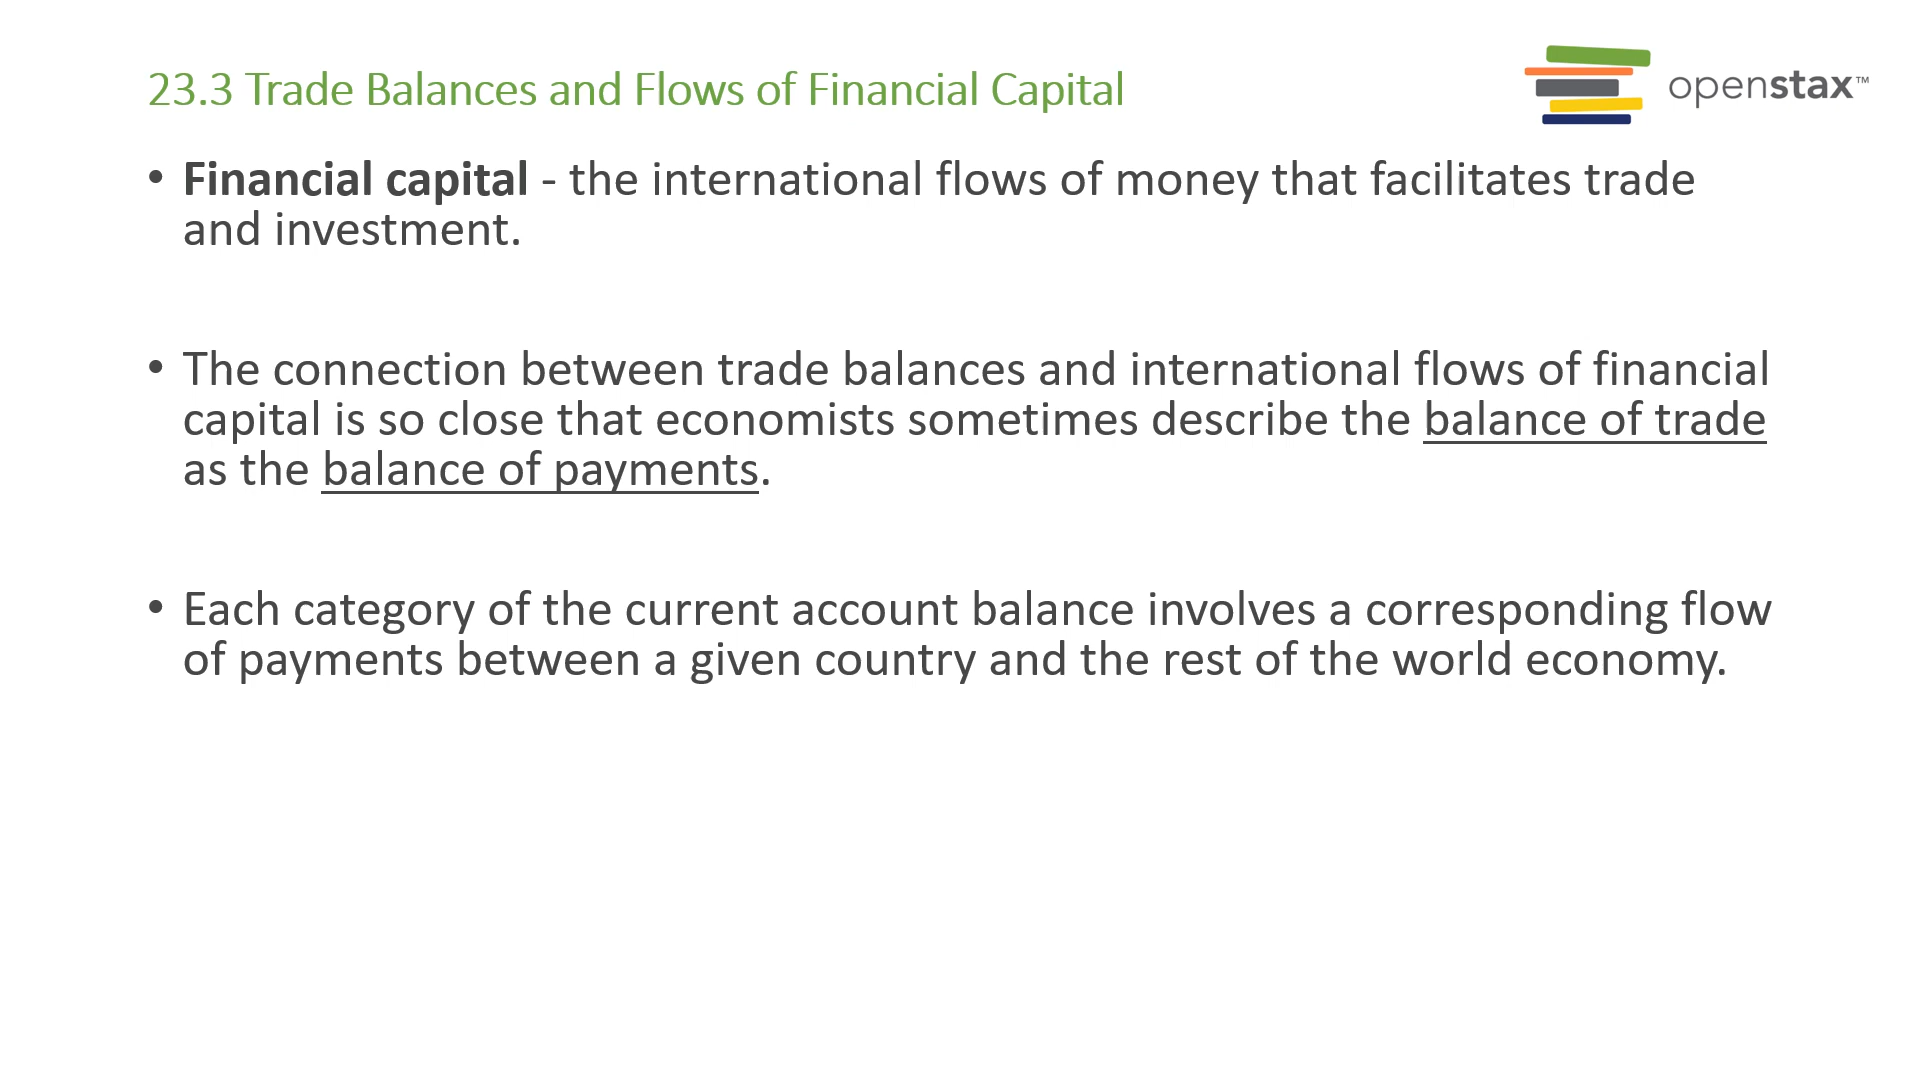 23.3 Trade Balances and Flows of Financial Capital
openstax™
• Financial capital - the international flows of money that facilitates trade
and investment.
• The connection between trade balances and international flows of financial
capital is so close that economists sometimes describe the balance of trade
as the balance of payments.
• Each category of the current account balance involves a corresponding flow
of payments between a given country and the rest of the world economy.